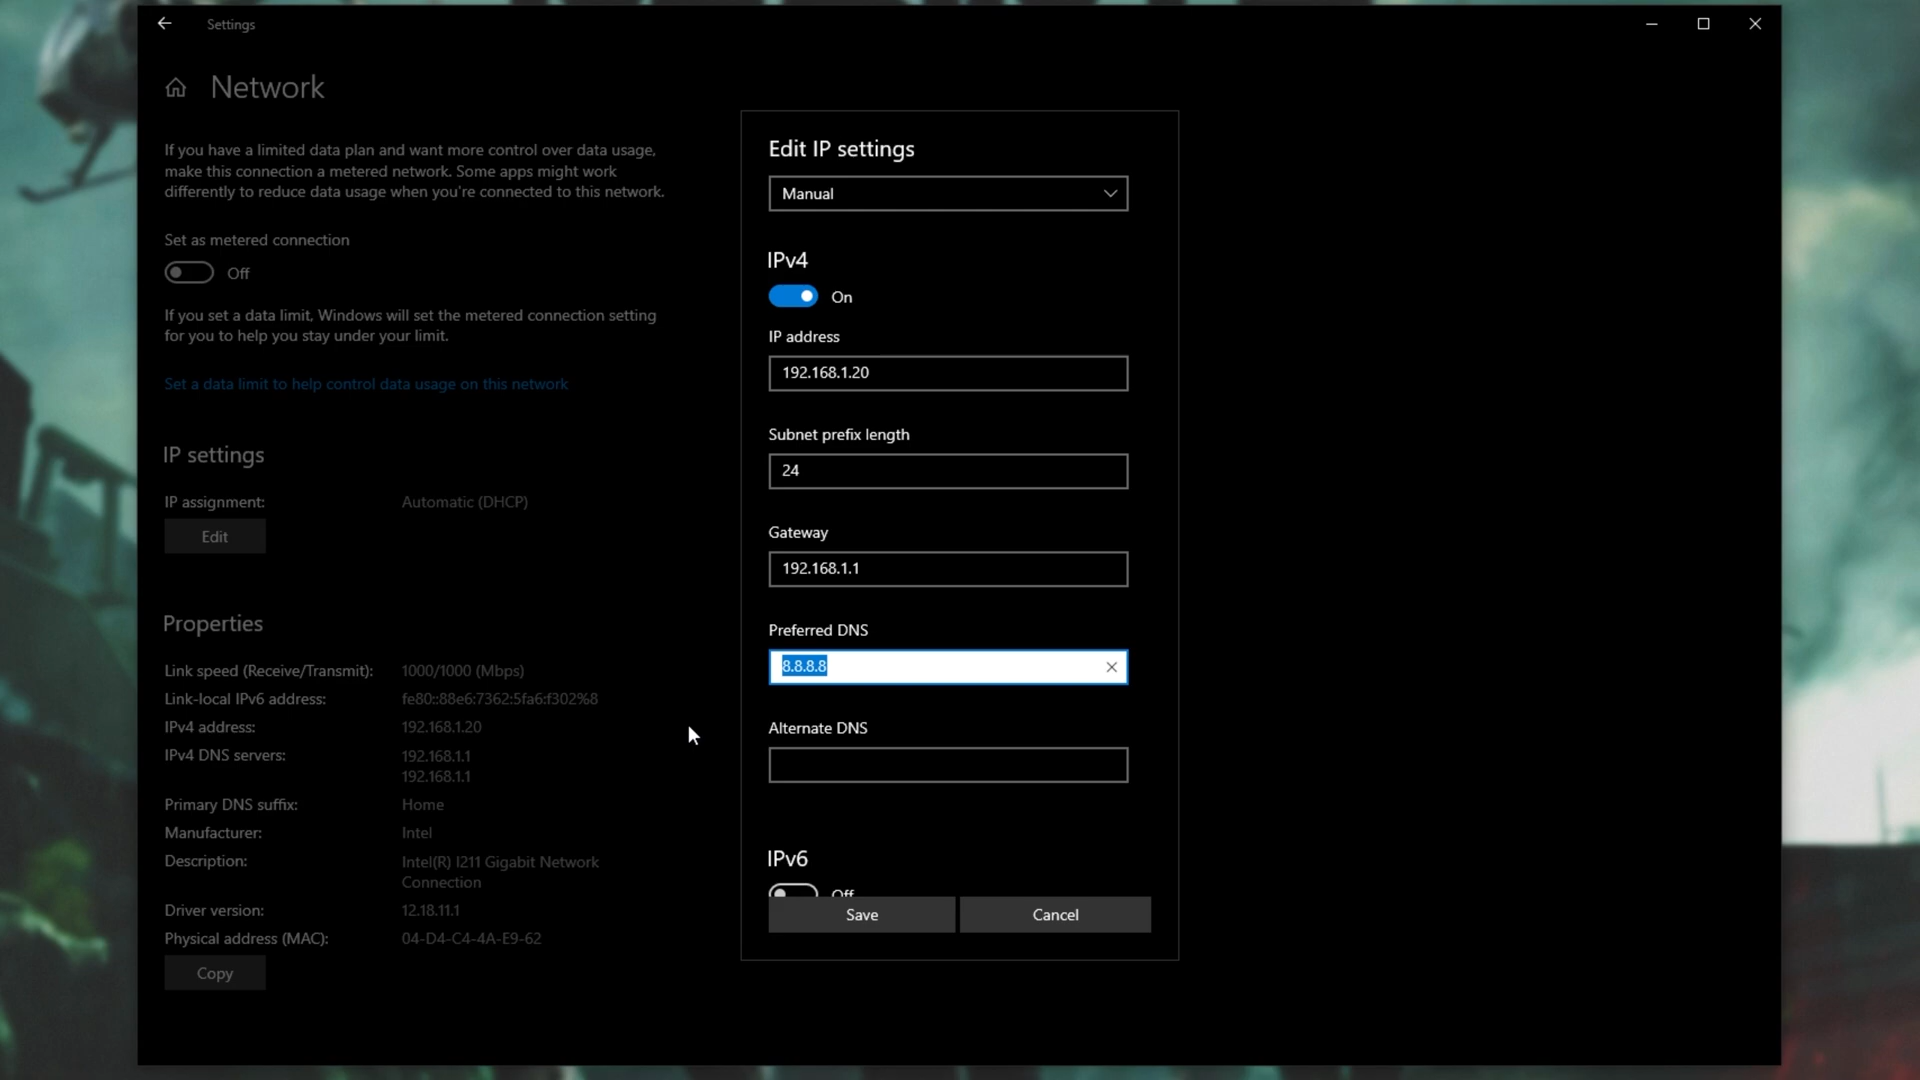 Settings
Network
If you have a limited data plan and want more control over data usage,
make this connection a metered network. Some apps might work
differently to reduce data usage when you're connected to this network.
Set as metered connection
Off
If you set a data limit, Windows will set the metered connection setting
for you to help you stay under your limit.
Set a data limit to help control data usage on this network
IP settings
IP assignment: Automatic (DHCP)
Edit
Properties
Link speed (Receive/Transmit): 1000/1000 (Mbps)
Link-local IPv6 address: fe80::88e6:7362:5fa6:f302%8
IPv4 address: 192.168.1.20
IPv4 DNS servers: 192.168.1.1
192.168.1.1
Primary DNS suffix: Home
Manufacturer: Intel
Description: Intel(R) I211 Gigabit Network
Connection
Driver version: 12.18.11.1
Physical address (MAC): 04-D4-C4-4A-E9-62
Copy
Edit IP settings
Manual
IPv4
On
IP address
192.168.1.20
Subnet prefix length
24
Gateway
192.168.1.1
Preferred DNS
8.8.8.8
Alternate DNS
IPv6
Off
Save
Cancel